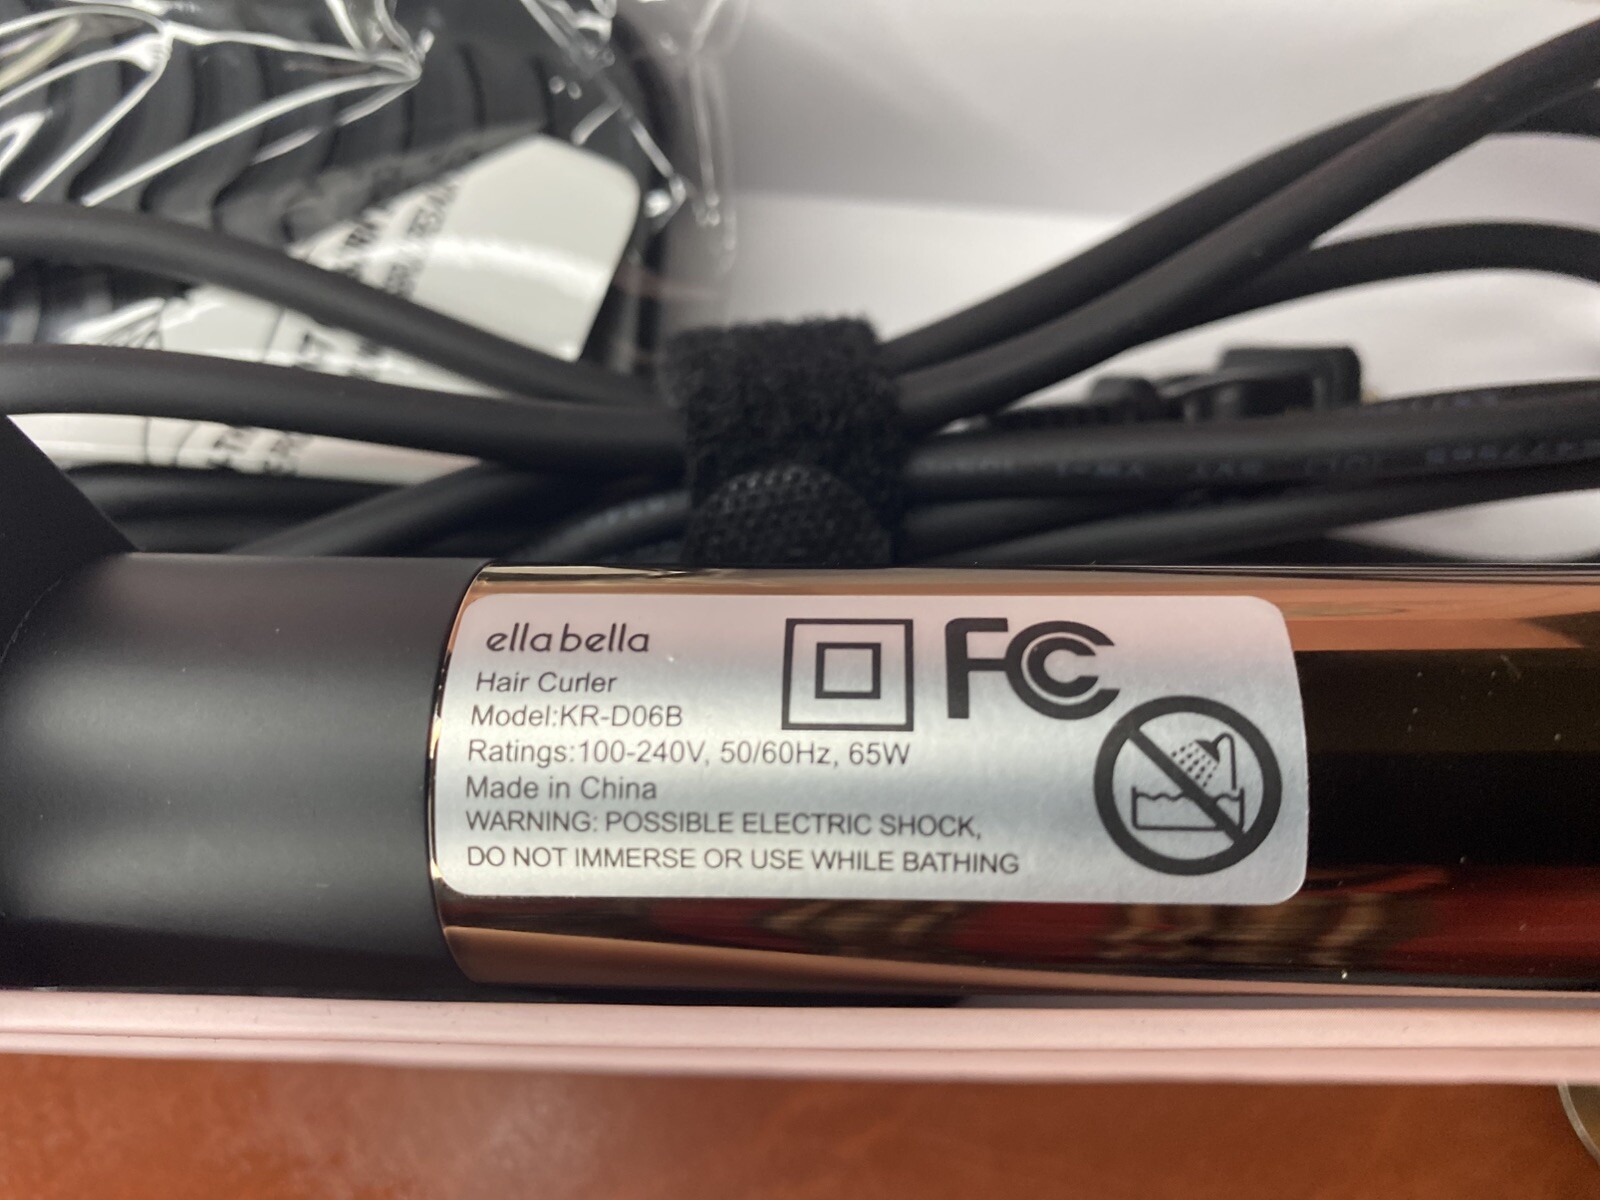 ella bella
Hair Curler
Model:KR-D06B
Ratings:100-240V, 50/60Hz, 65W
Made in China
WARNING: POSSIBLE ELECTRIC SHOCK,
DO NOT IMMERSE OR USE WHILE BATHING
FC